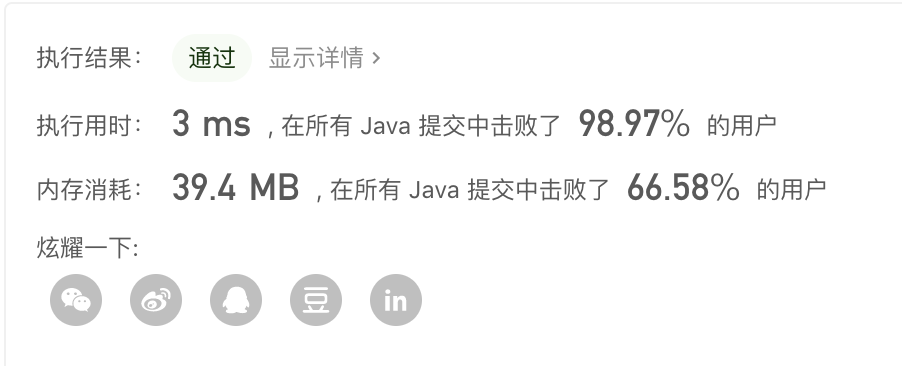 执行结果： 通过 显示详情 >
执行用时： 3 ms , 在所有 Java 提交中击败了 98.97% 的用户
内存消耗： 39.4 MB , 在所有 Java 提交中击败了 66.58% 的用户
炫耀一下:
豆 in